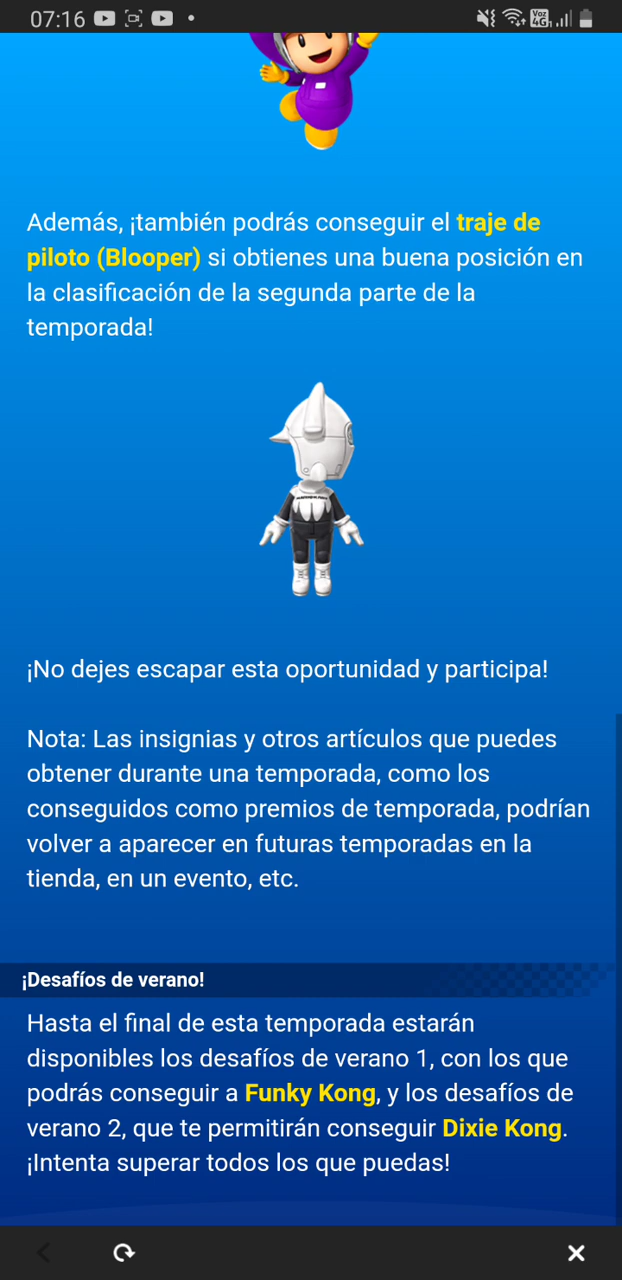 07:16
Voz
4G
Además, ¡también podrás conseguir el traje de
piloto (Blooper) si obtienes una buena posición en
la clasificación de la segunda parte de la
temporada!
¡No dejes escapar esta oportunidad y participa!
Nota: Las insignias y otros artículos que puedes
obtener durante una temporada, como los
conseguidos como premios de temporada, podrían
volver a aparecer en futuras temporadas en la
tienda, en un evento, etc.
¡Desafíos de verano!
Hasta el final de esta temporada estarán
disponibles los desafíos de verano 1, con los que
podrás conseguir a Funky Kong, y los desafíos de
verano 2, que te permitirán conseguir Dixie Kong.
¡Intenta superar todos los que puedas!